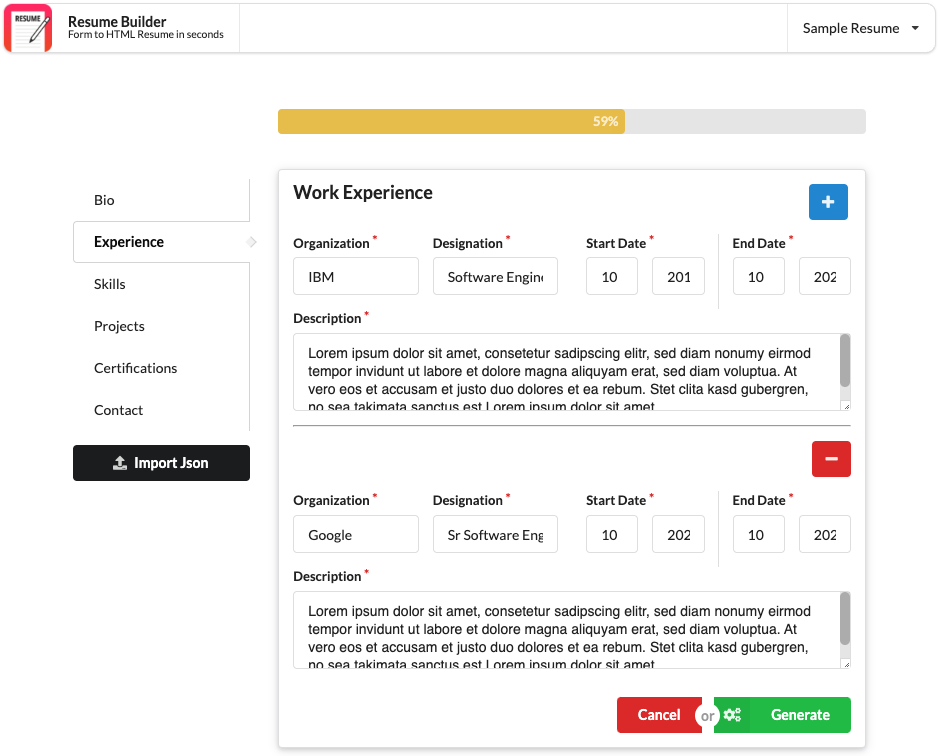 RESUME
Resume Builder
Form to HTML Resume in seconds
Sample Resume
59%
Bio
Experience
Skills
Projects
Certifications
Contact
Import Json
Work Experience
Organization * Designation * Start Date * End Date *
IBM Software Engin 10 201 10 202
Description *
Lorem ipsum dolor sit amet, consetetur sadipscing elitr, sed diam nonumy eirmod
tempor invidunt ut labore et dolore magna aliquyam erat, sed diam voluptua. At
vero eos et accusam et justo duo dolores et ea rebum. Stet clita kasd gubergren,
no sea takimata sanctus est Lorem ipsum dolor sit amet.
Organization * Designation * Start Date * End Date *
Google Sr Software Eng 10 202 10 202
Description *
Lorem ipsum dolor sit amet, consetetur sadipscing elitr, sed diam nonumy eirmod
tempor invidunt ut labore et dolore magna aliquyam erat, sed diam voluptua. At
vero eos et accusam et justo duo dolores et ea rebum. Stet clita kasd gubergren,
no sea takimata sanctus est Lorem ipsum dolor sit amet.
Cancel or Generate